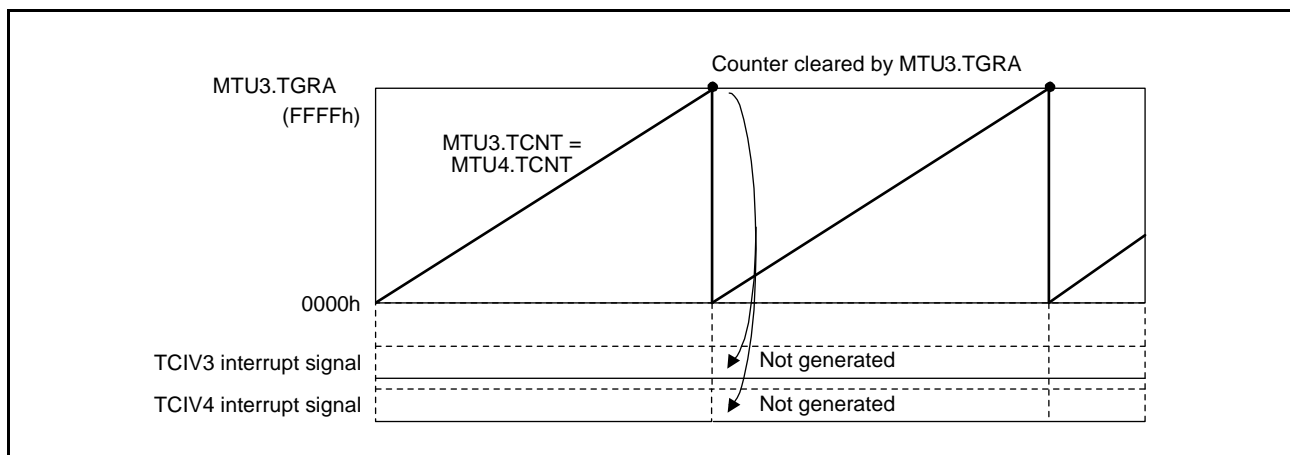 Counter cleared by MTU3.TGRA
MTU3.TGRA
(FFFFh)
MTU3.TCNT =
MTU4.TCNT
0000h
TCIV3 interrupt signal
Not generated
TCIV4 interrupt signal
Not generated